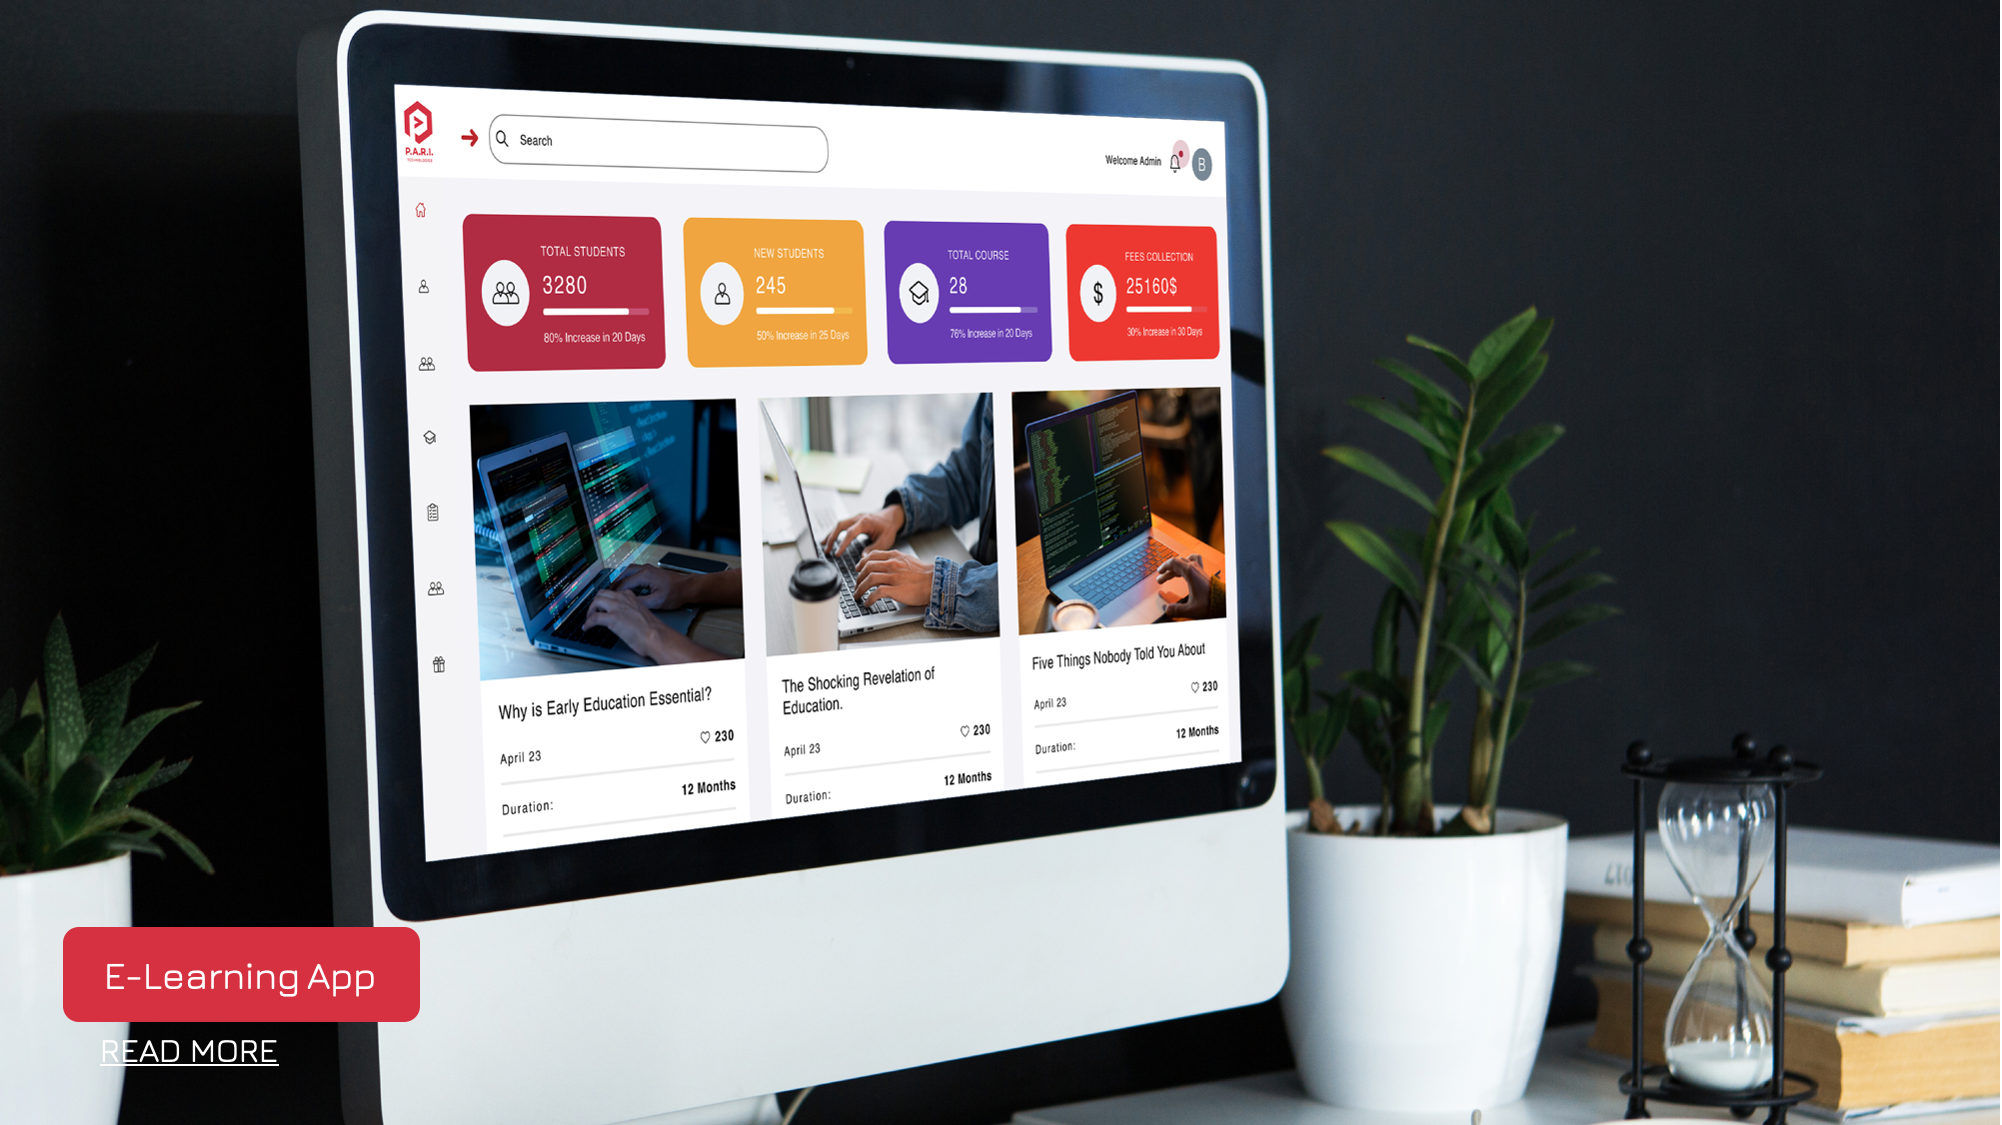 P.A.R.I.
TECHNOLOGIES
Search
Welcome Admin
B
TOTAL STUDENTS
3280
80% Increase in 20 Days
NEW STUDENTS
245
50% Increase in 25 Days
TOTAL COURSE
28
76% Increase in 20 Days
FEES COLLECTION
25160$
30% Increase in 30 Days
Why is Early Education Essential?
April 23
230
Duration:
12 Months
The Shocking Revelation of
Education.
April 23
230
Duration:
12 Months
Five Things Nobody Told You About
April 23
230
Duration:
12 Months
2017
E-Learning App
READ MORE